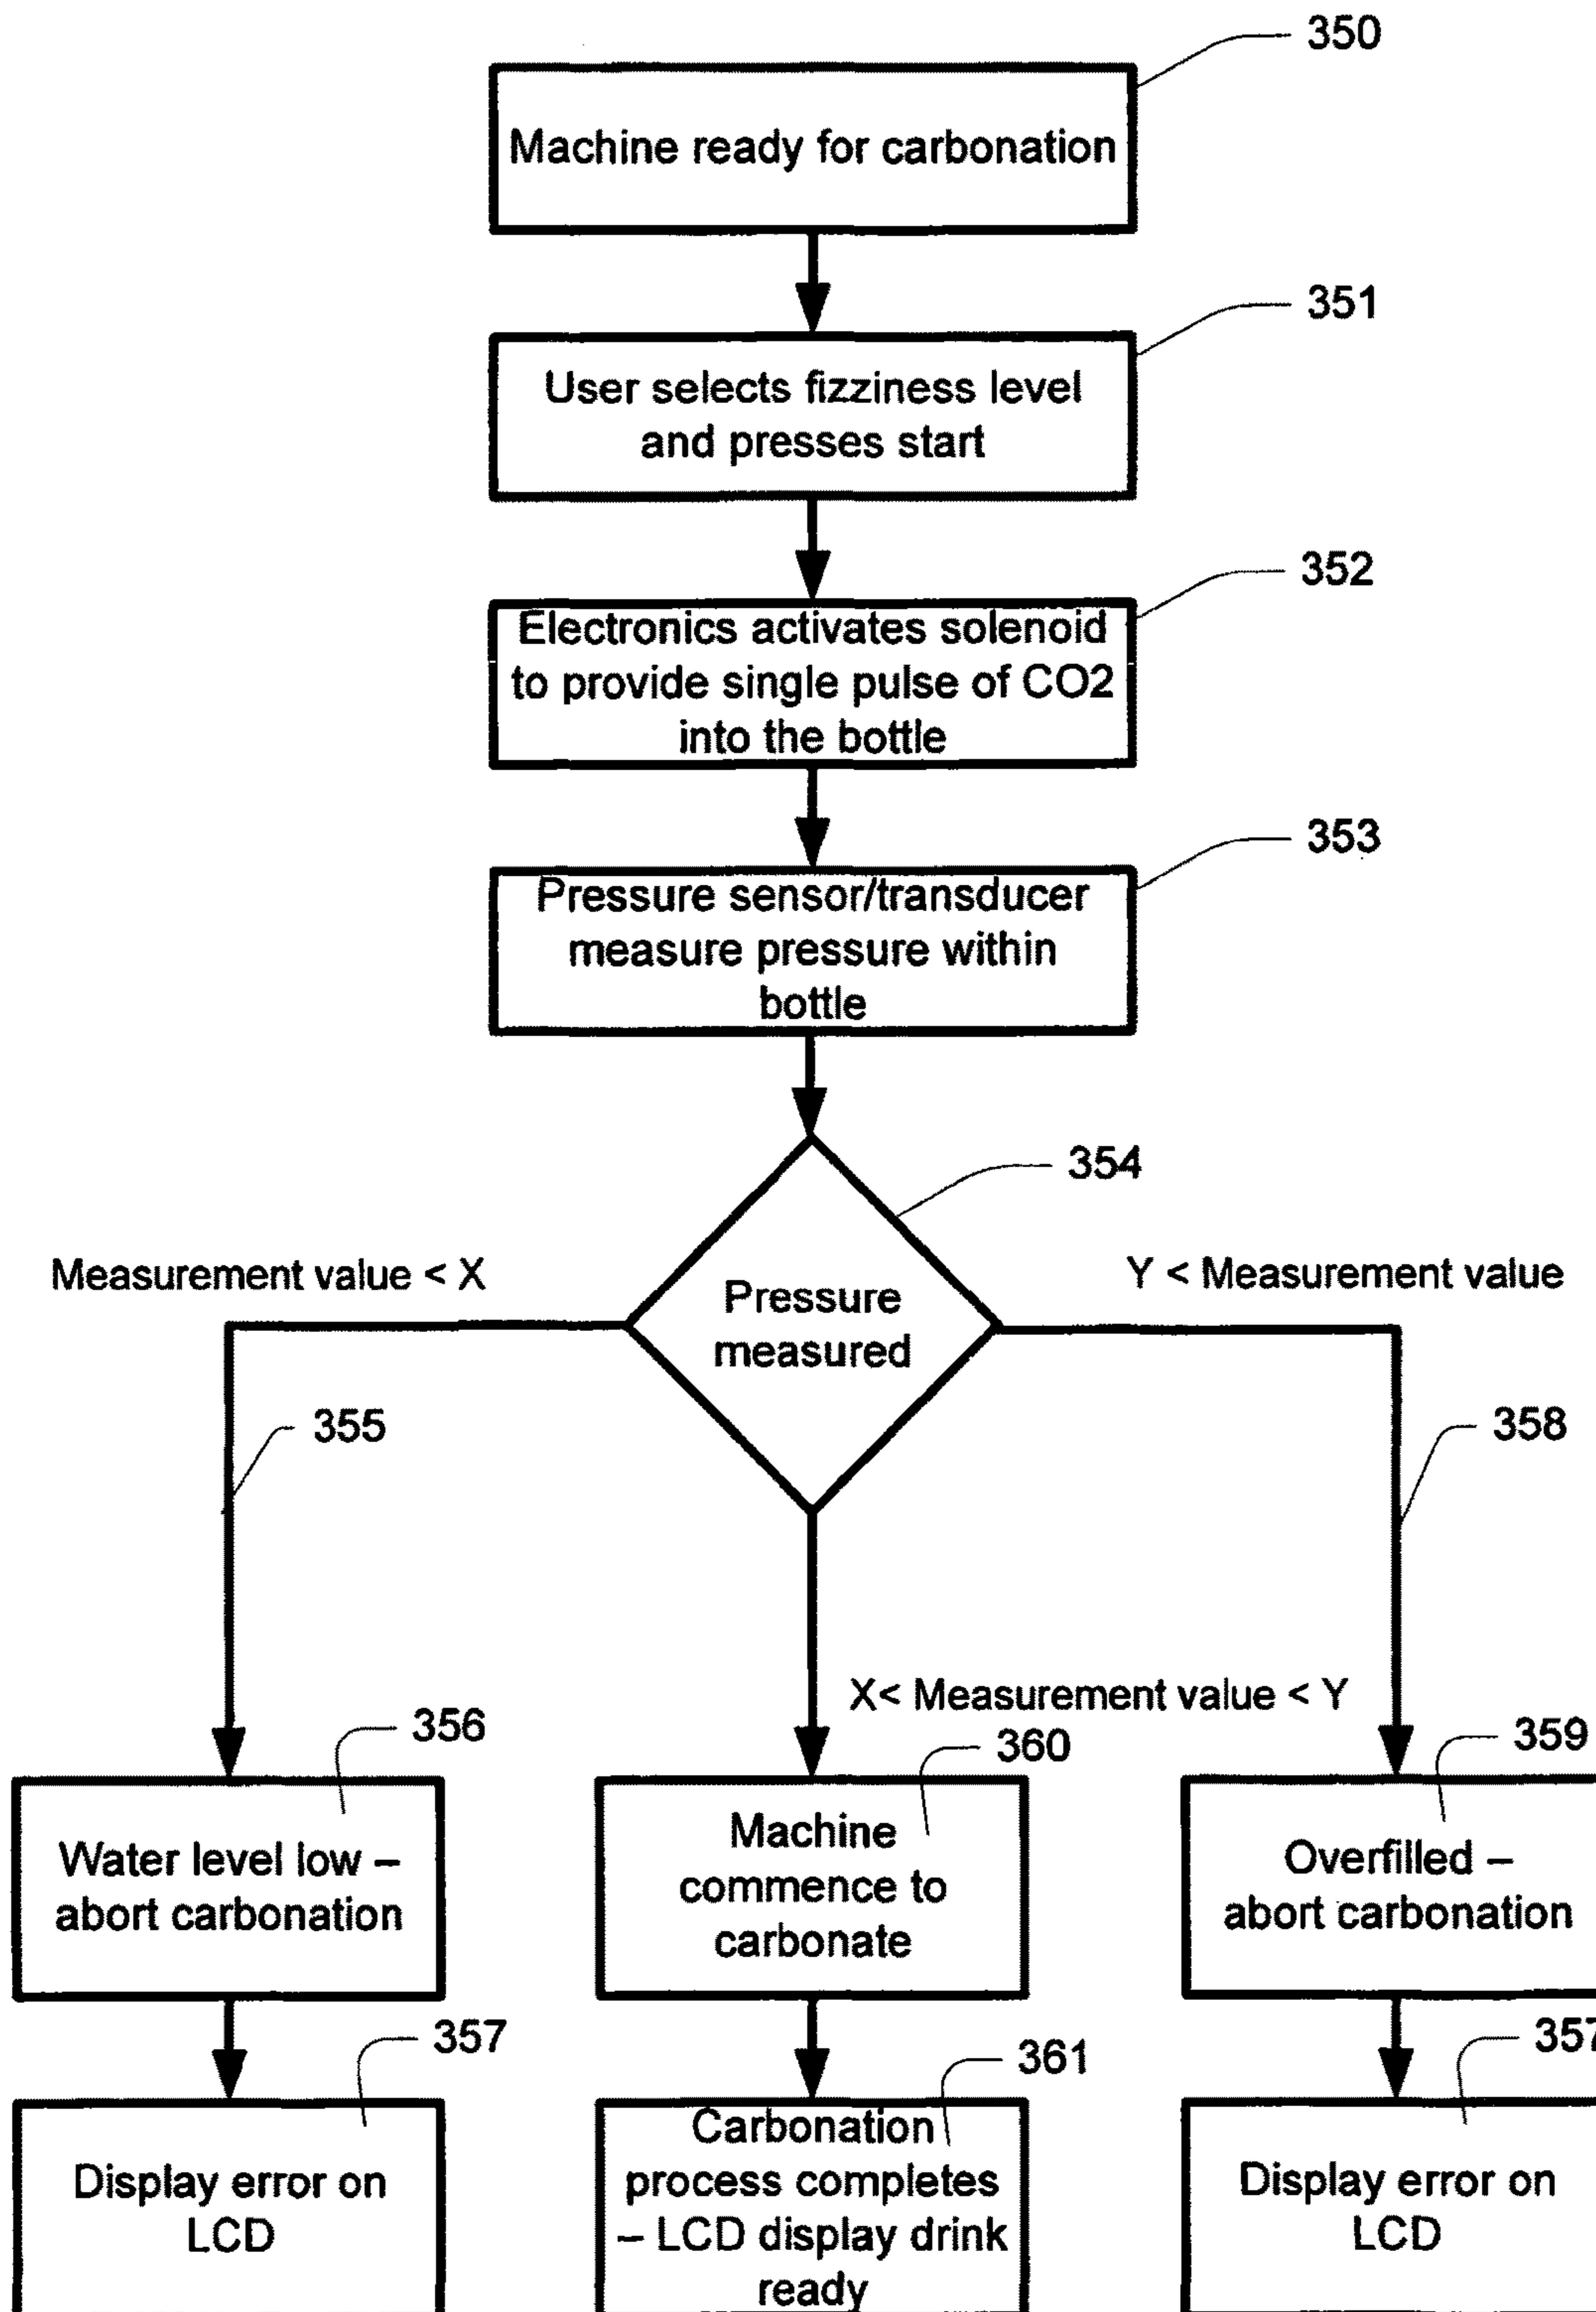 350
Machine ready for carbonation
351
User selects fizziness level
and presses start
352
Electronics activates solenoid
to provide single pulse of CO2
into the bottle
353
Pressure sensor/transducer
measure pressure within
bottle
354
Measurement value < X
Y < Measurement value
Pressure
measured
355
358
X< Measurement value < Y
356
360
359
Water level low –
abort carbonation
Machine
commence to
carbonate
Overfilled –
abort carbonation
357
361
357
Display error on
LCD
Carbonation
process completes
– LCD display drink
ready
Display error on
LCD